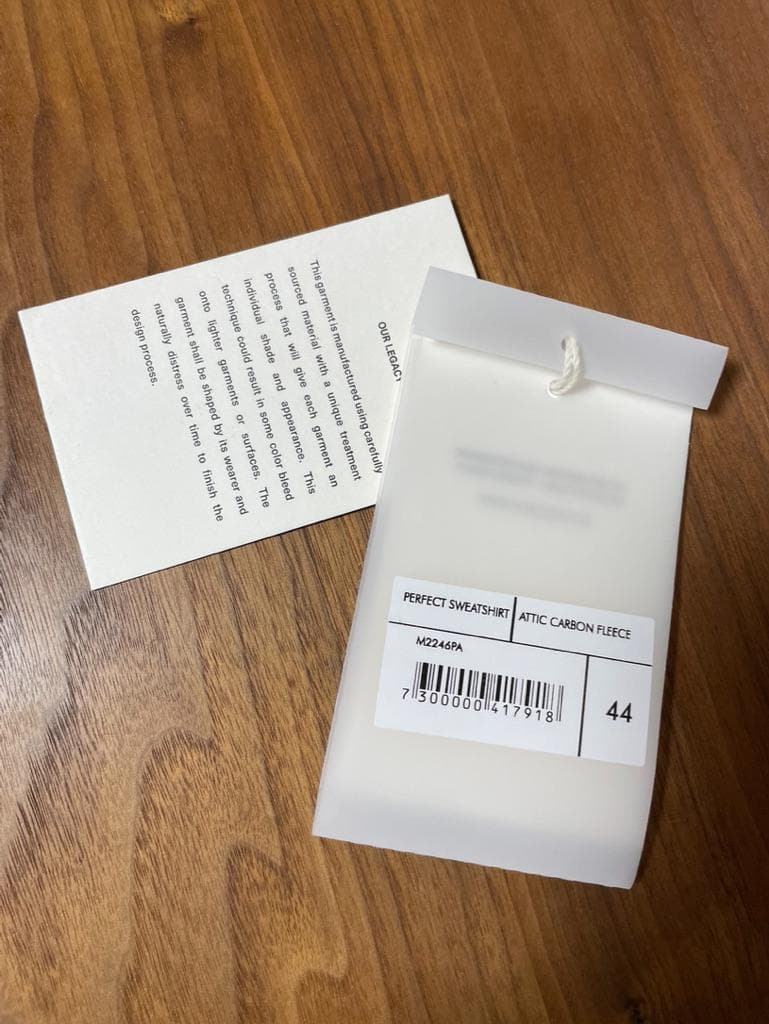 OUR LEGACY
This garment is manufactured using carefully
sourced material with a unique treatment
process that will give each garment an
individual shade and appearance. This
technique could result in some color bleed
onto lighter garments or surfaces. The
garment shall be shaped by its wearer and
naturally distress over time to finish the
design process.
PERFECT SWEATSHIRT
ATTIC CARBON FLEECE
M2246PA
7 300000 417918
44